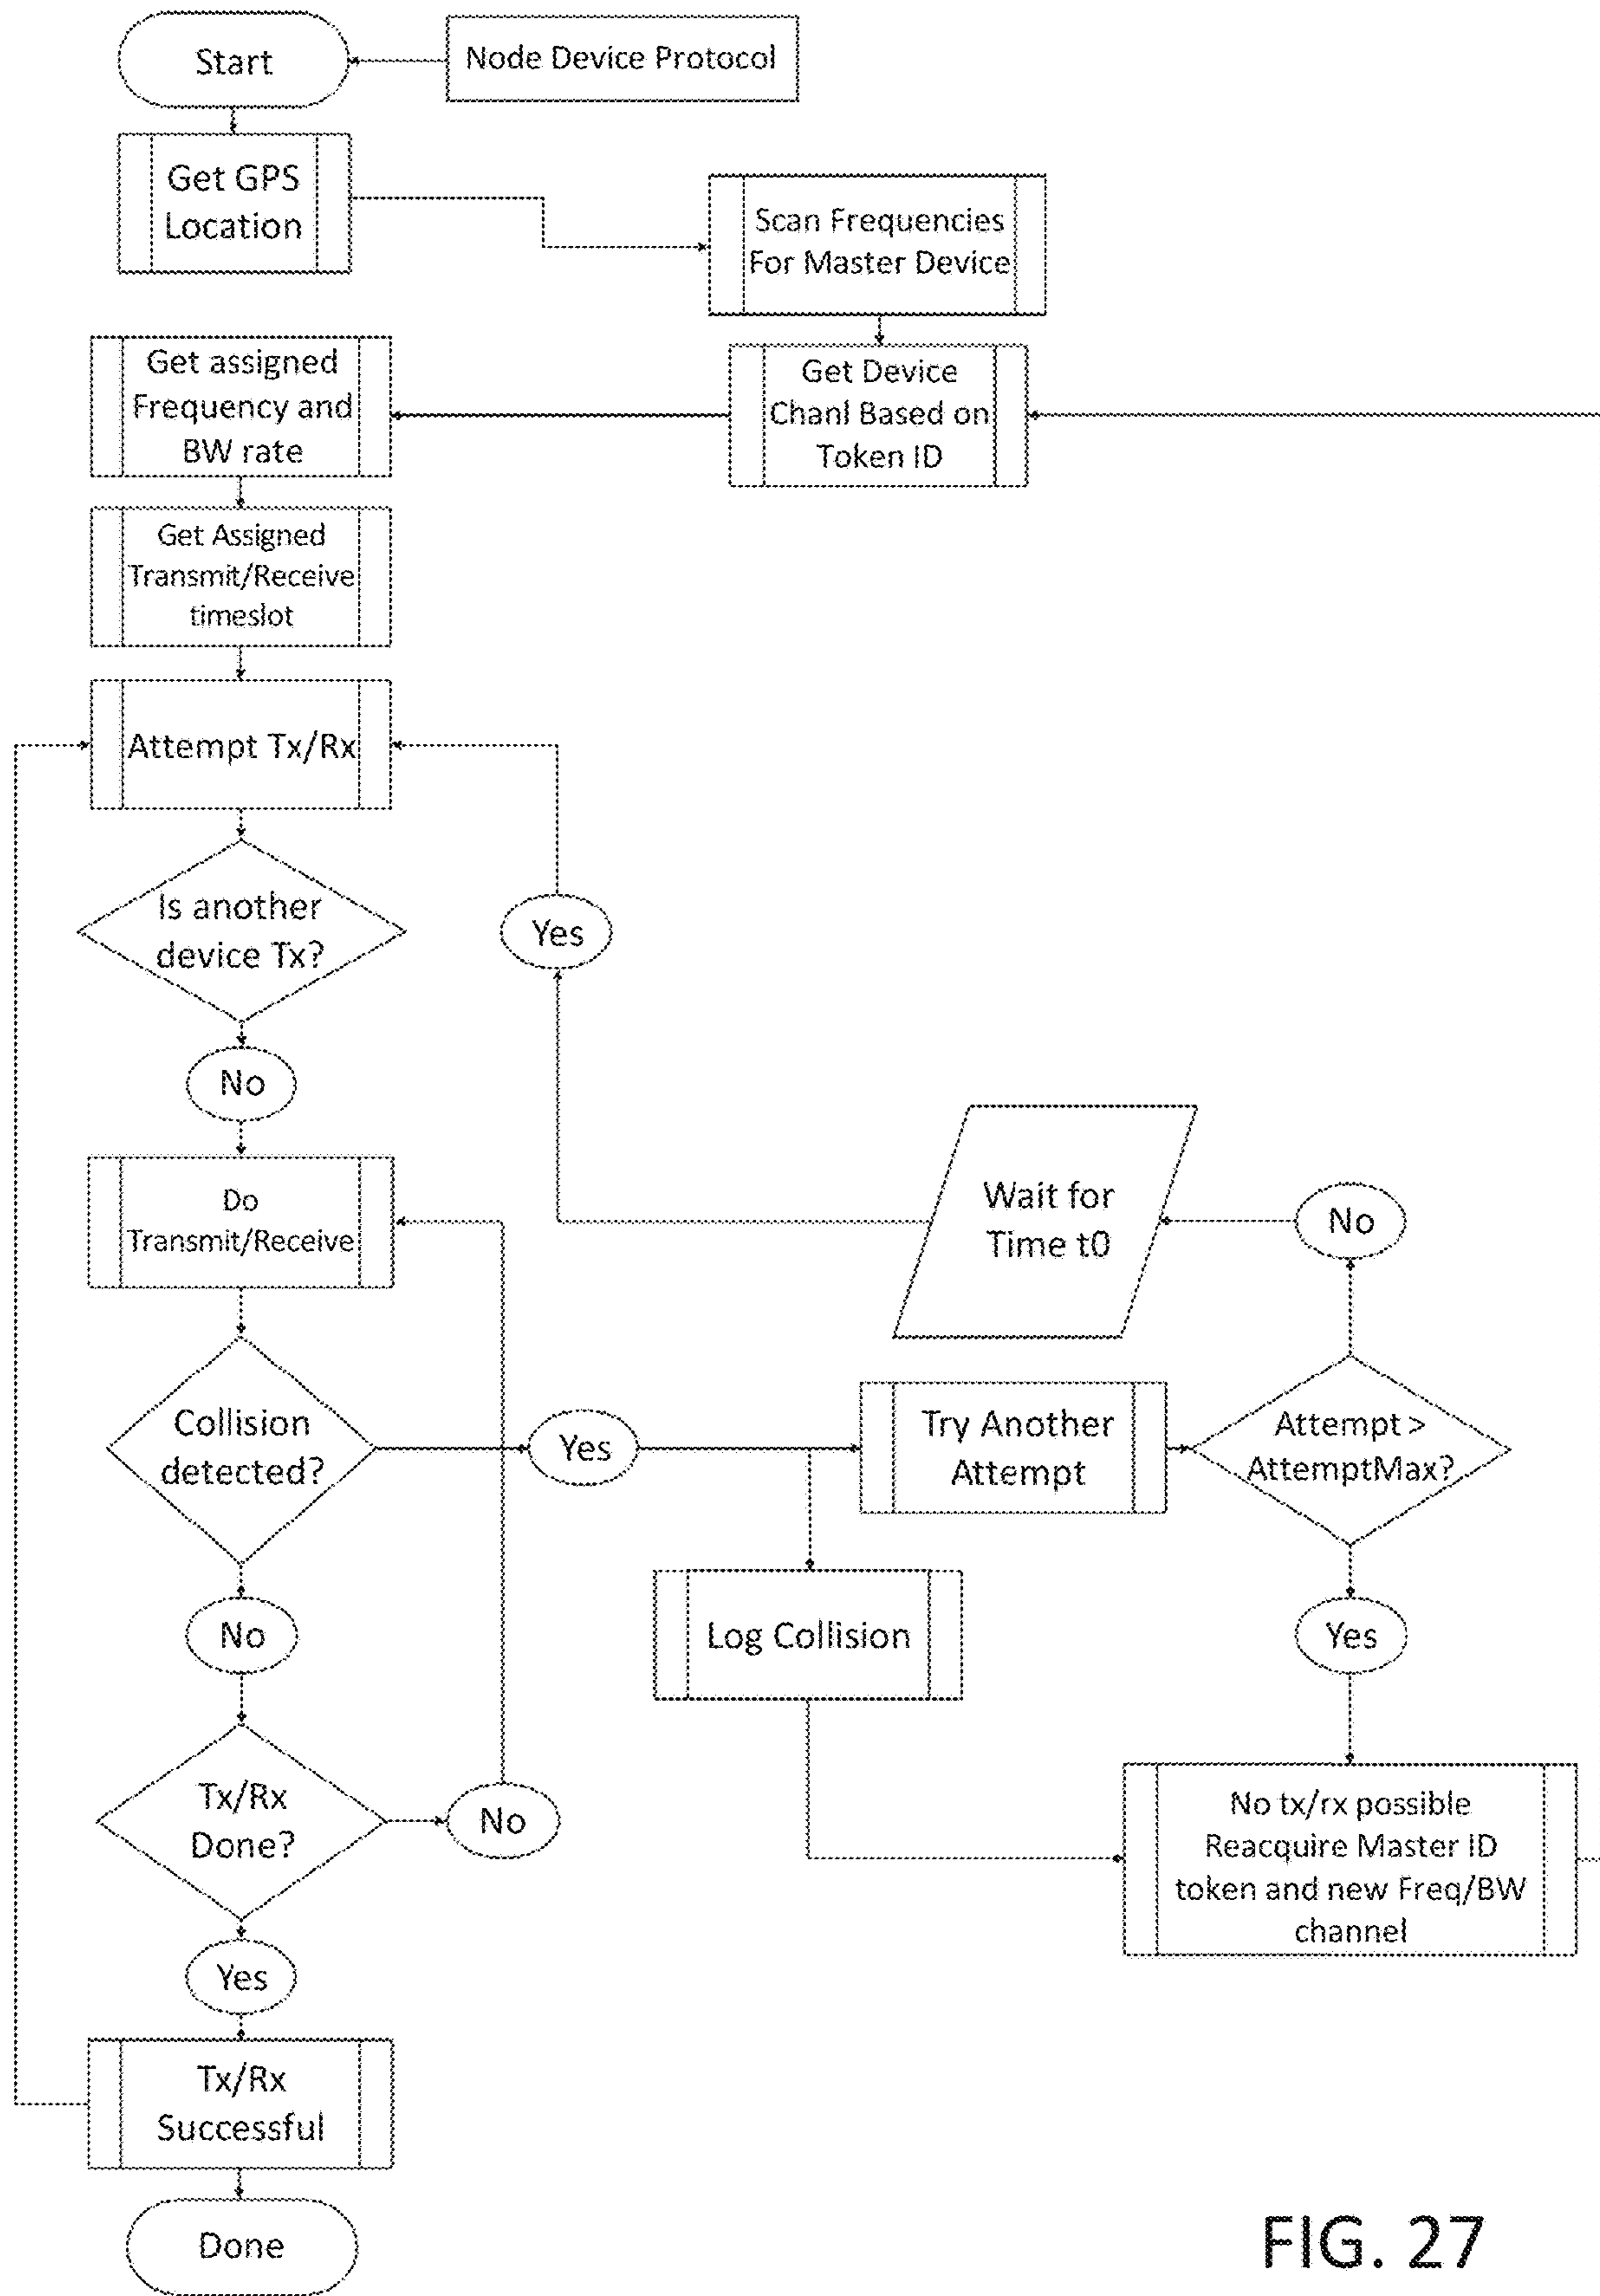 Start
Node Device Protocol
Get GPS
Location
Scan Frequencies
For Master Device
Get Device
Chanl Based on
Token ID
Get assigned
Frequency and
BW rate
Get Assigned
Transmit/Receive
timeslot
Attempt Tx/Rx
Is another
device Tx?
Yes
No
Do
Transmit/Receive
Wait for
Time t0
No
Collision
detected?
Yes
Try Another
Attempt
Attempt >
AttemptMax?
No
Log Collision
Yes
Tx/Rx
Done?
No
No tx/rx possible
Reacquire Master ID
token and new Freq/BW
channel
Yes
Tx/Rx
Successful
Done
FIG. 27